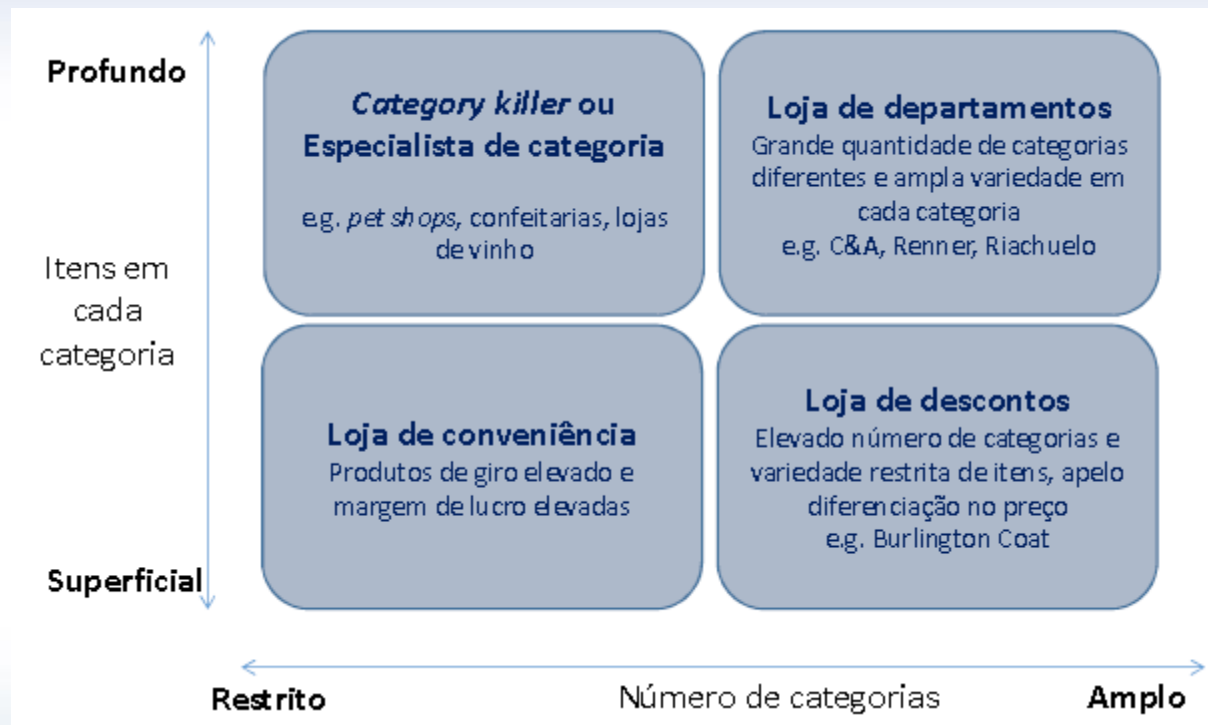 Profundo
Category killer ou
Especialista de categoria
e.g. pet shops, confeitarias, lojas
de vinho
Loja de departamentos
Grande quantidade de categorias
diferentes e ampla variedade em
cada categoria
e.g. C&A, Renner, Riachuelo
Itens em
cada
categoria
Loja de conveniência
Produtos de giro elevado e
margem de lucro elevadas
Loja de descontos
Elevado número de categorias e
variedade restrita de itens, apelo
diferenciação no preço
e.g. Burlington Coat
Superficial
Restrito
Número de categorias
Amplo